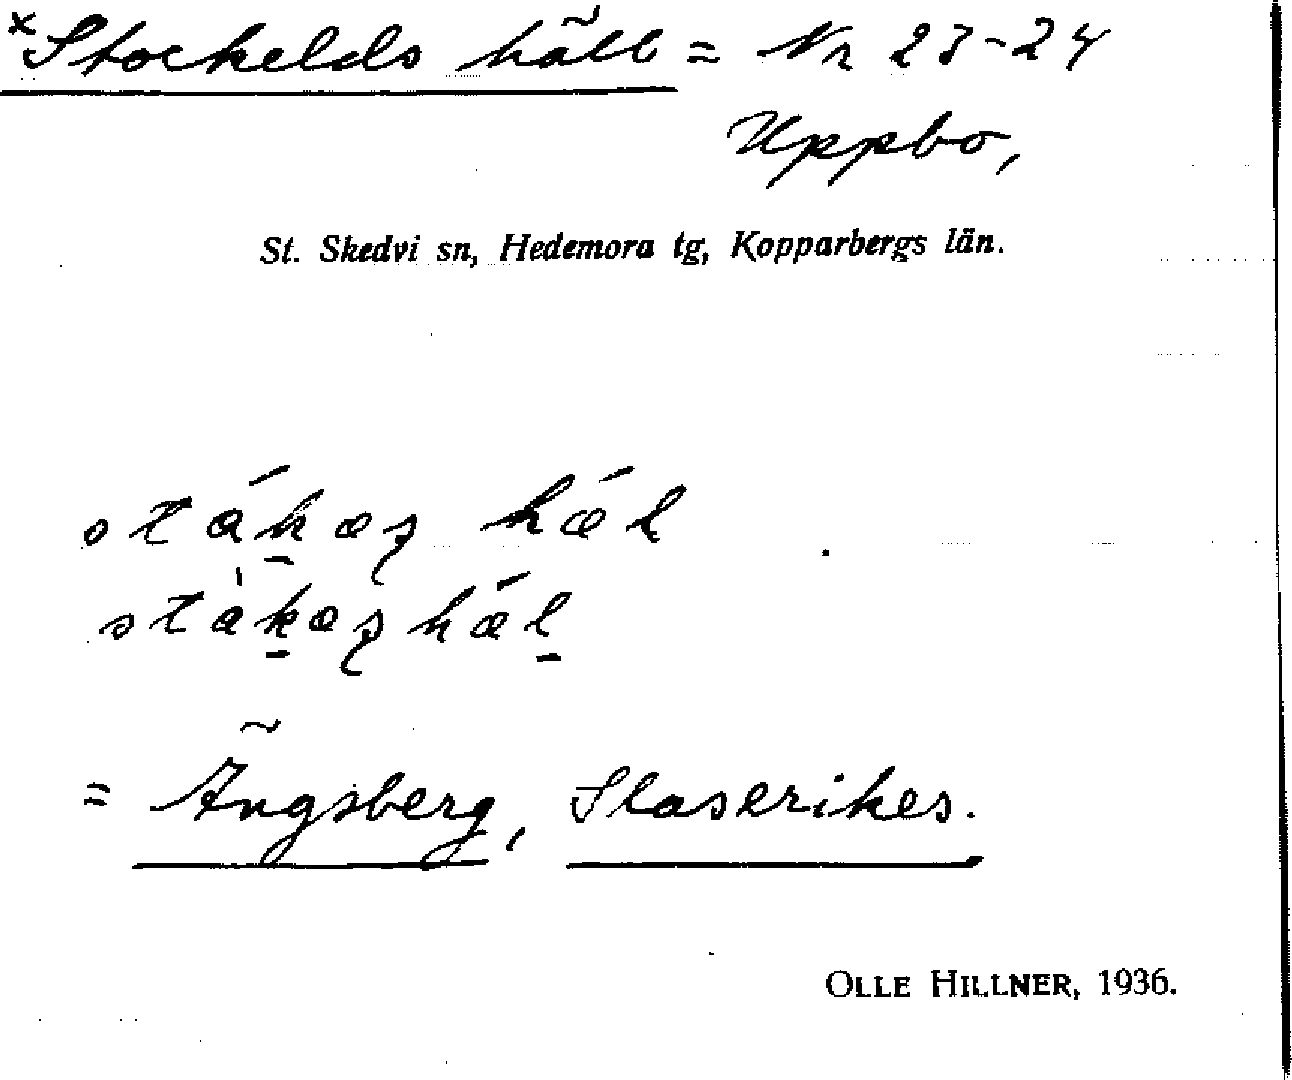 *Stockelds häll = Nr 23-24
Uppbo,
St. Skedvi sn, Hedemora tg, Kopparbergs län.
= Ängsberg, Slaserikes.
OLLE HILLNER, 1936.